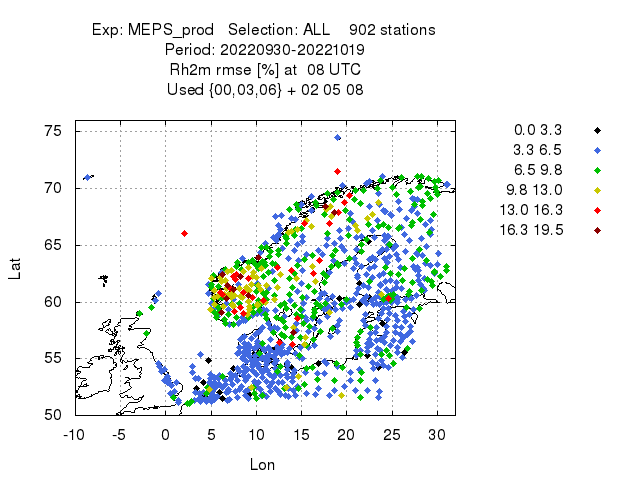 Exp: MEPS_prod Selection: ALL 902 stations
Period: 20220930-20221019
Rh2m rmse [%] at 08 UTC
Used {00,03,06} + 02 05 08
0.0 3.3
3.3 6.5
6.5 9.8
9.8 13.0
13.0 16.3
16.3 19.5
75
70
65
60
55
50
Lat
-10 -5 0 5 10 15 20 25 30
Lon